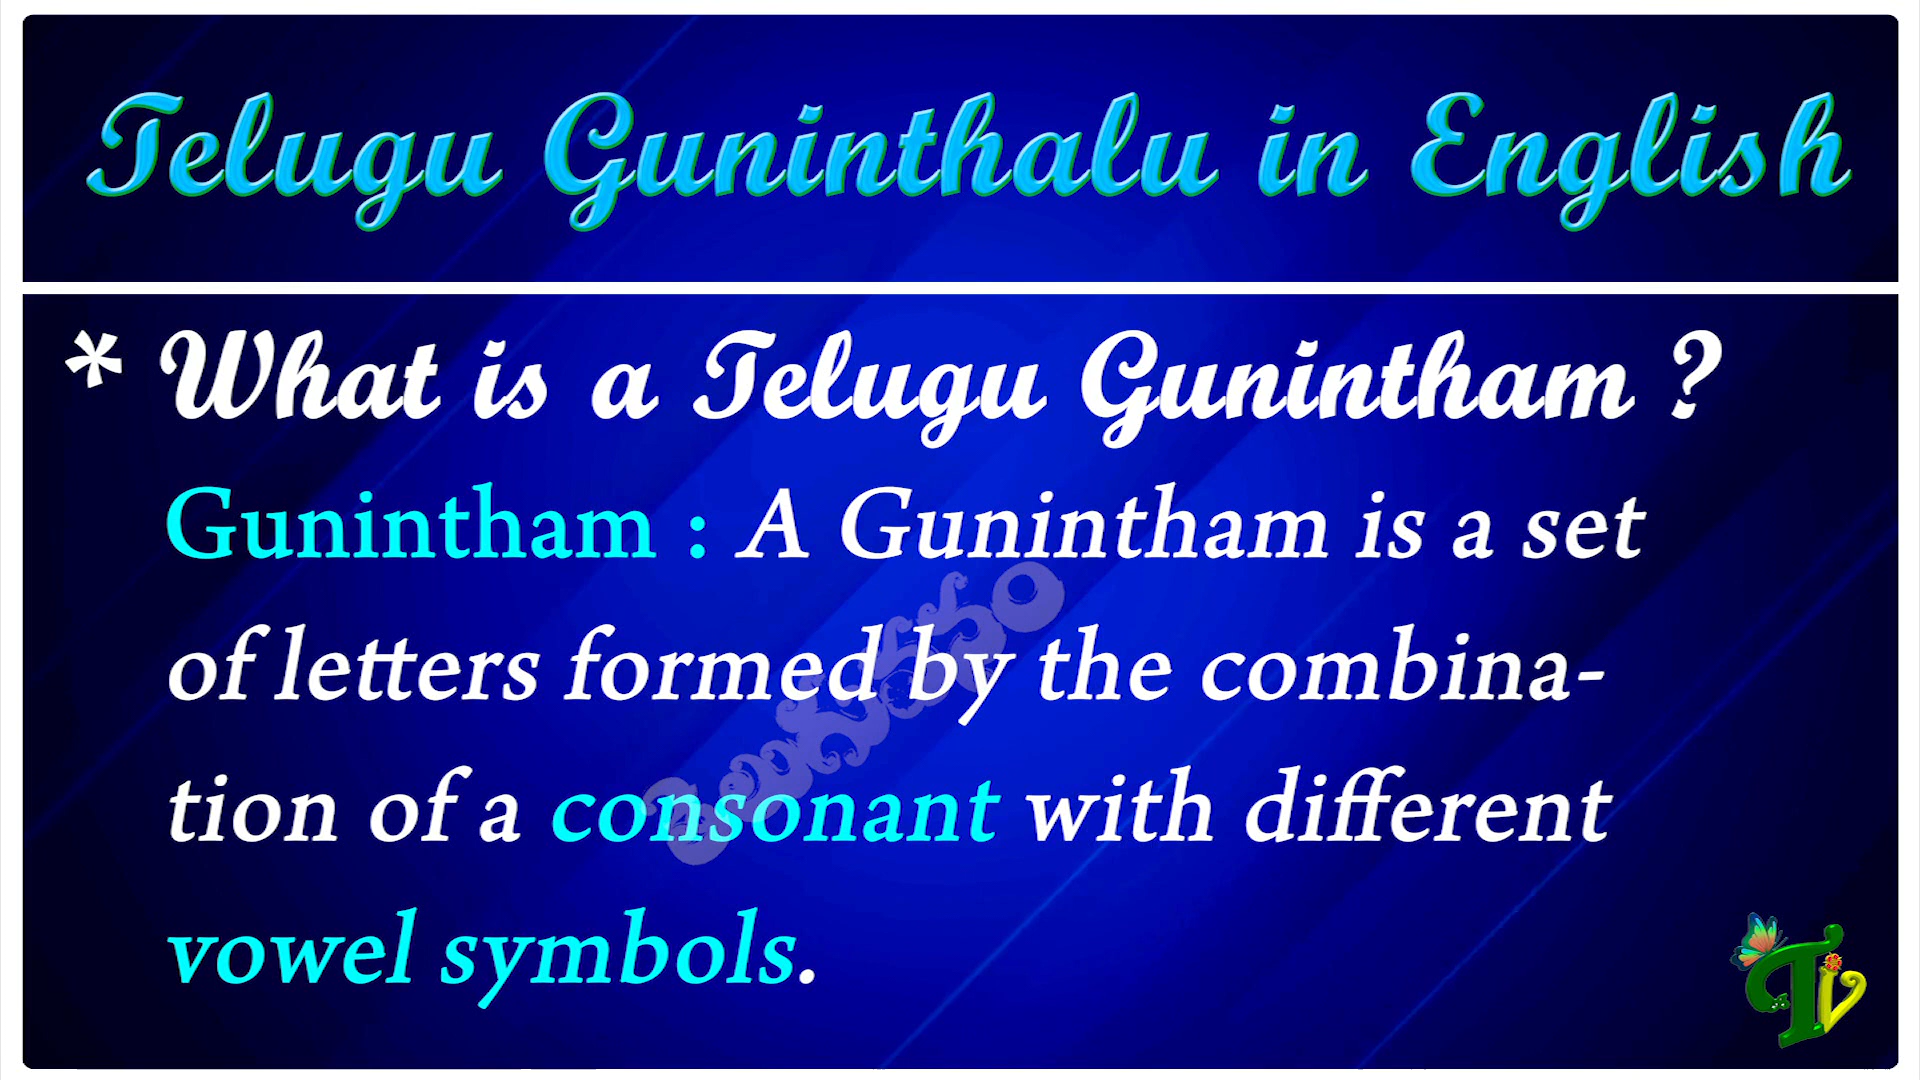 Telugu Guninthalu in English
* What is a Telugu Gunintham ?
Gunintham : A Gunintham is a set
of letters formed by the combina-
tion of a consonant with different
vowel symbols.